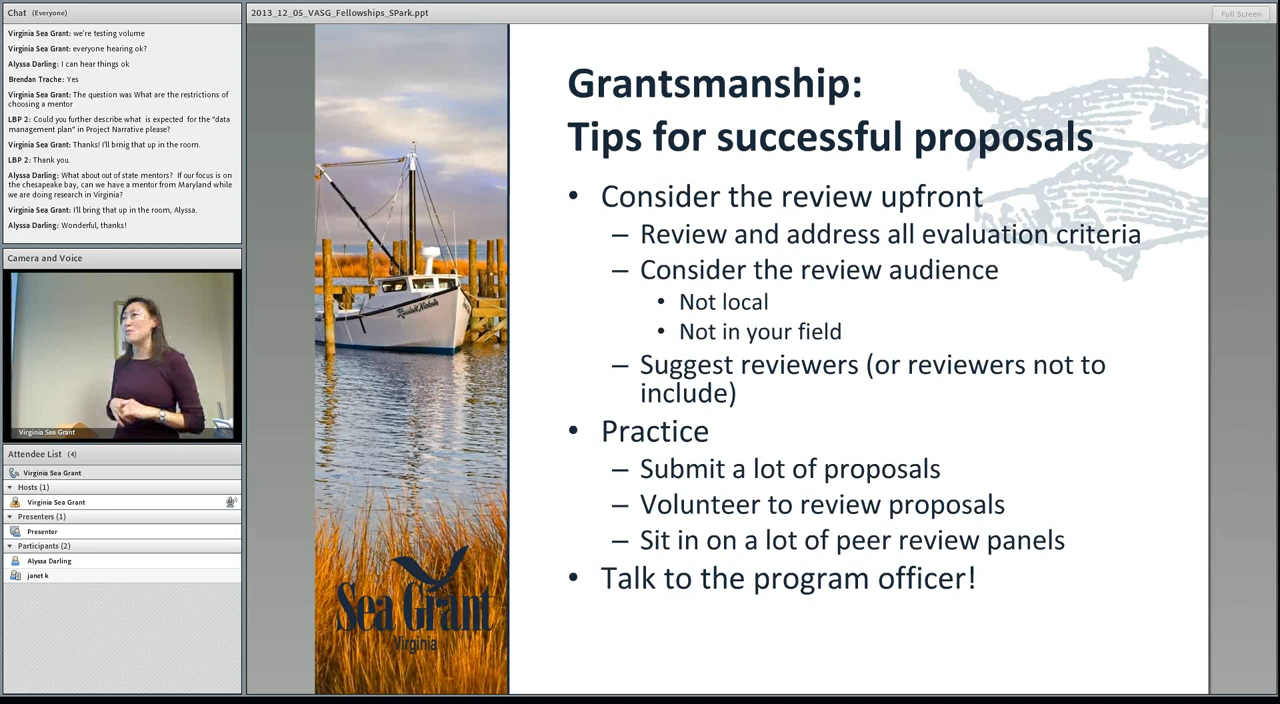 Chat (Everyone)
Virginia Sea Grant: we're testing volume
Virginia Sea Grant: everyone hearing ok?
Alyssa Darling: I can hear things ok
Brendan Trache: Yes
Virginia Sea Grant: The question was What are the restrictions of
choosing a mentor
LBP 2: Could you further describe what is expected for the "data
management plan" in Project Narrative please?
Virginia Sea Grant: Thanks! I'll brnig that up in the room.
LBP 2: Thank you.
Alyssa Darling: What about out of state mentors? If our focus is on
the chesapeake bay, can we have a mentor from Maryland while
we are doing research in Virginia?
Virginia Sea Grant: I'll bring that up in the room, Alyssa.
Alyssa Darling: Wonderful, thanks!
Camera and Voice
Virginia Sea Grant
Attendee List (4)
Virginia Sea Grant
Hosts (1)
Virginia Sea Grant
Presenters (1)
Presenter
Participants (2)
Alyssa Darling
janet k
2013_12_05_VASG_Fellowships_SPark.ppt
Full Screen
Grantsmanship:
Tips for successful proposals
• Consider the review upfront
– Review and address all evaluation criteria
– Consider the review audience
• Not local
• Not in your field
– Suggest reviewers (or reviewers not to
include)
• Practice
– Submit a lot of proposals
– Volunteer to review proposals
– Sit in on a lot of peer review panels
• Talk to the program officer!
Sea Grant
Virginia